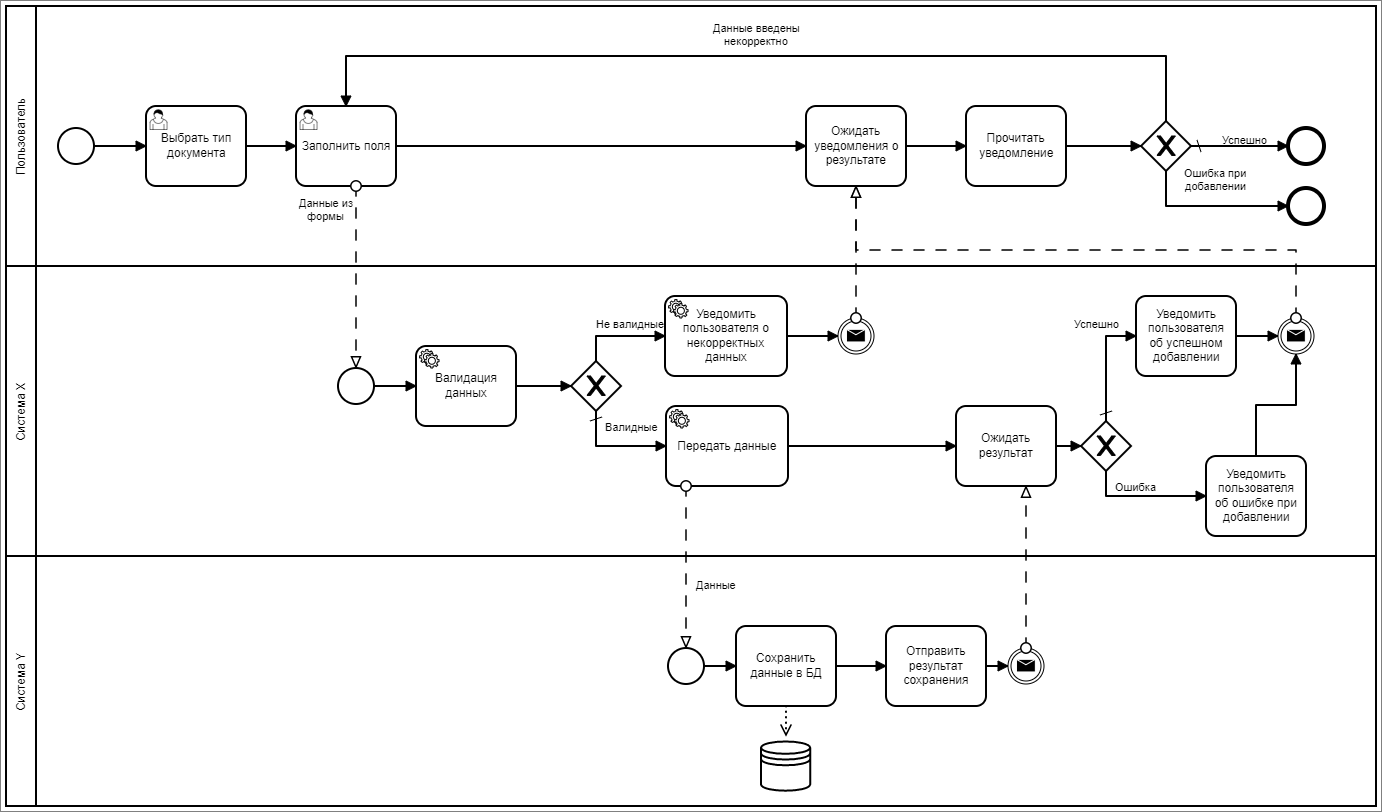 Данные введены
некорректно
Пользователь
Выбрать тип
документа
Заполнить поля
Ожидать
уведомления о
результате
Прочитать
уведомление
Успешно
Ошибка при
добавлении
Данные из
формы
Система X
Валидация
данных
Не валидные
Уведомить
пользователя о
некорректных
данных
Валидные
Передать данные
Ожидать
результат
Успешно
Уведомить
пользователя
об успешном
добавлении
Ошибка
Уведомить
пользователя
об ошибке при
добавлении
Система Y
Данные
Сохранить
данные в БД
Отправить
результат
сохранения